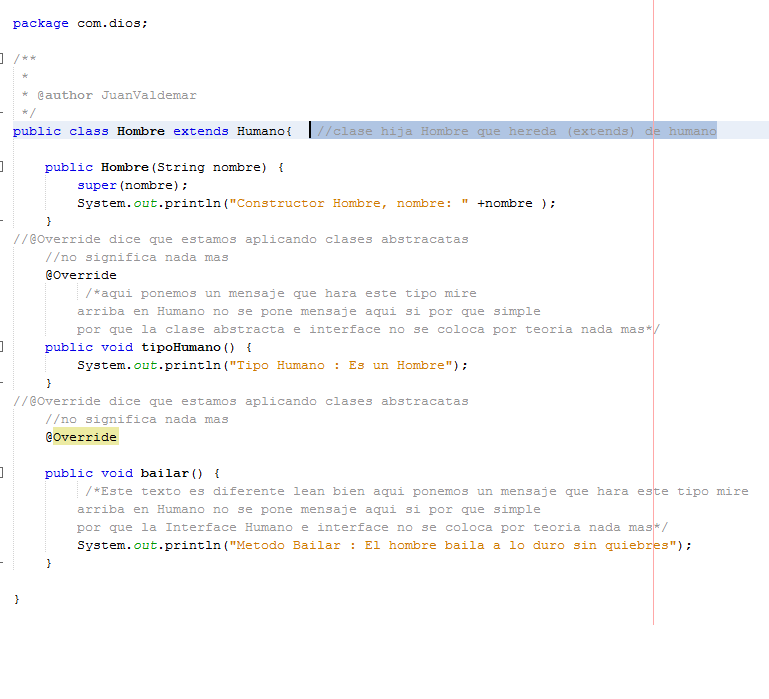 package com.dios;
/**
 *
 * @author JuanValdemar
 */
public class Hombre extends Humano{  //clase hija Hombre que hereda (extends) de humano
    public Hombre(String nombre) {
        super(nombre);
        System.out.println("Constructor Hombre, nombre: " +nombre );
    }
//@Override dice que estamos aplicando clases abstracatas
    //no significa nada mas
    @Override
         /*aqui ponemos un mensaje que hara este tipo mire
        arriba en Humano no se pone mensaje aqui si por que simple
        por que la clase abstracta e interface no se coloca por teoria nada mas*/
    public void tipoHumano() {
        System.out.println("Tipo Humano : Es un Hombre");
    }
//@Override dice que estamos aplicando clases abstracatas
    //no significa nada mas
    @Override
    public void bailar() {
         /*Este texto es diferente lean bien aqui ponemos un mensaje que hara este tipo mire
        arriba en Humano no se pone mensaje aqui si por que simple
        por que la Interface Humano e interface no se coloca por teoria nada mas*/
        System.out.println("Metodo Bailar : El hombre baila a lo duro sin quiebres");
    }
}